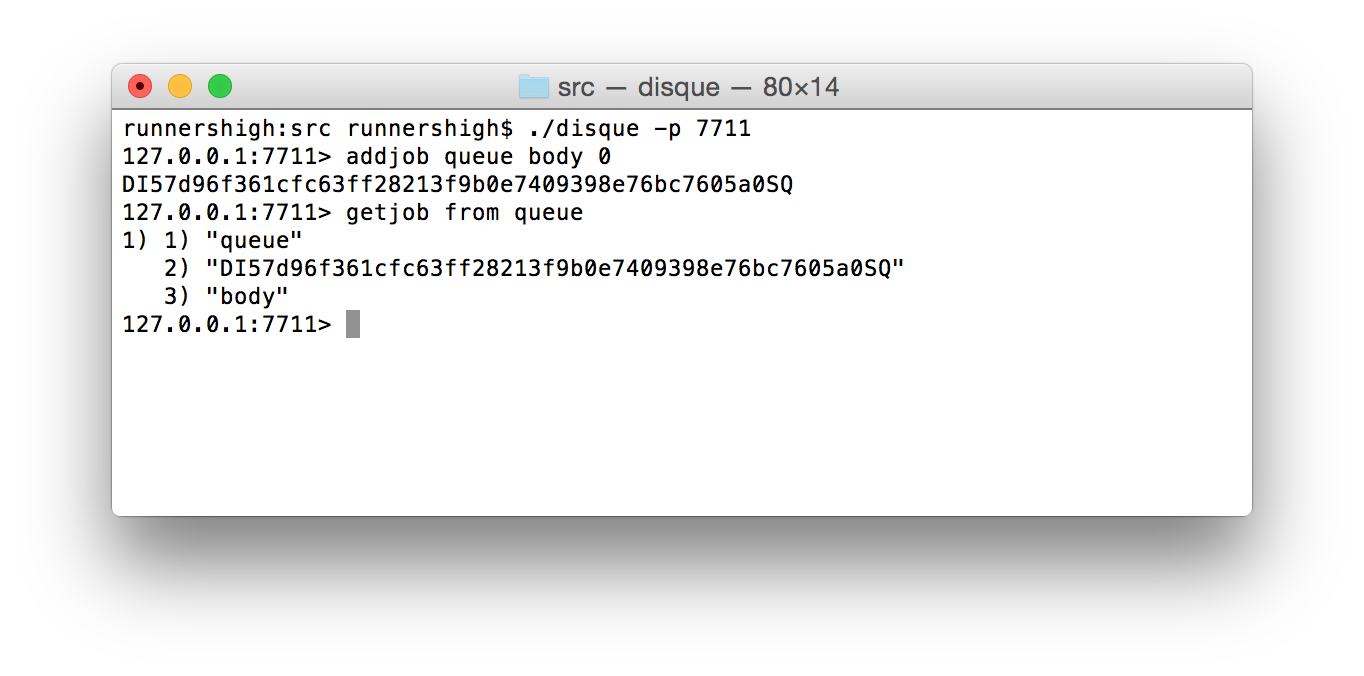 src — disque — 80×14
runnershigh:src runnershigh$ ./disque -p 7711
127.0.0.1:7711> addjob queue body 0
DI57d96f361cfc63ff28213f9b0e7409398e76bc7605a0SQ
127.0.0.1:7711> getjob from queue
1) 1) "queue"
   2) "DI57d96f361cfc63ff28213f9b0e7409398e76bc7605a0SQ"
   3) "body"
127.0.0.1:7711>